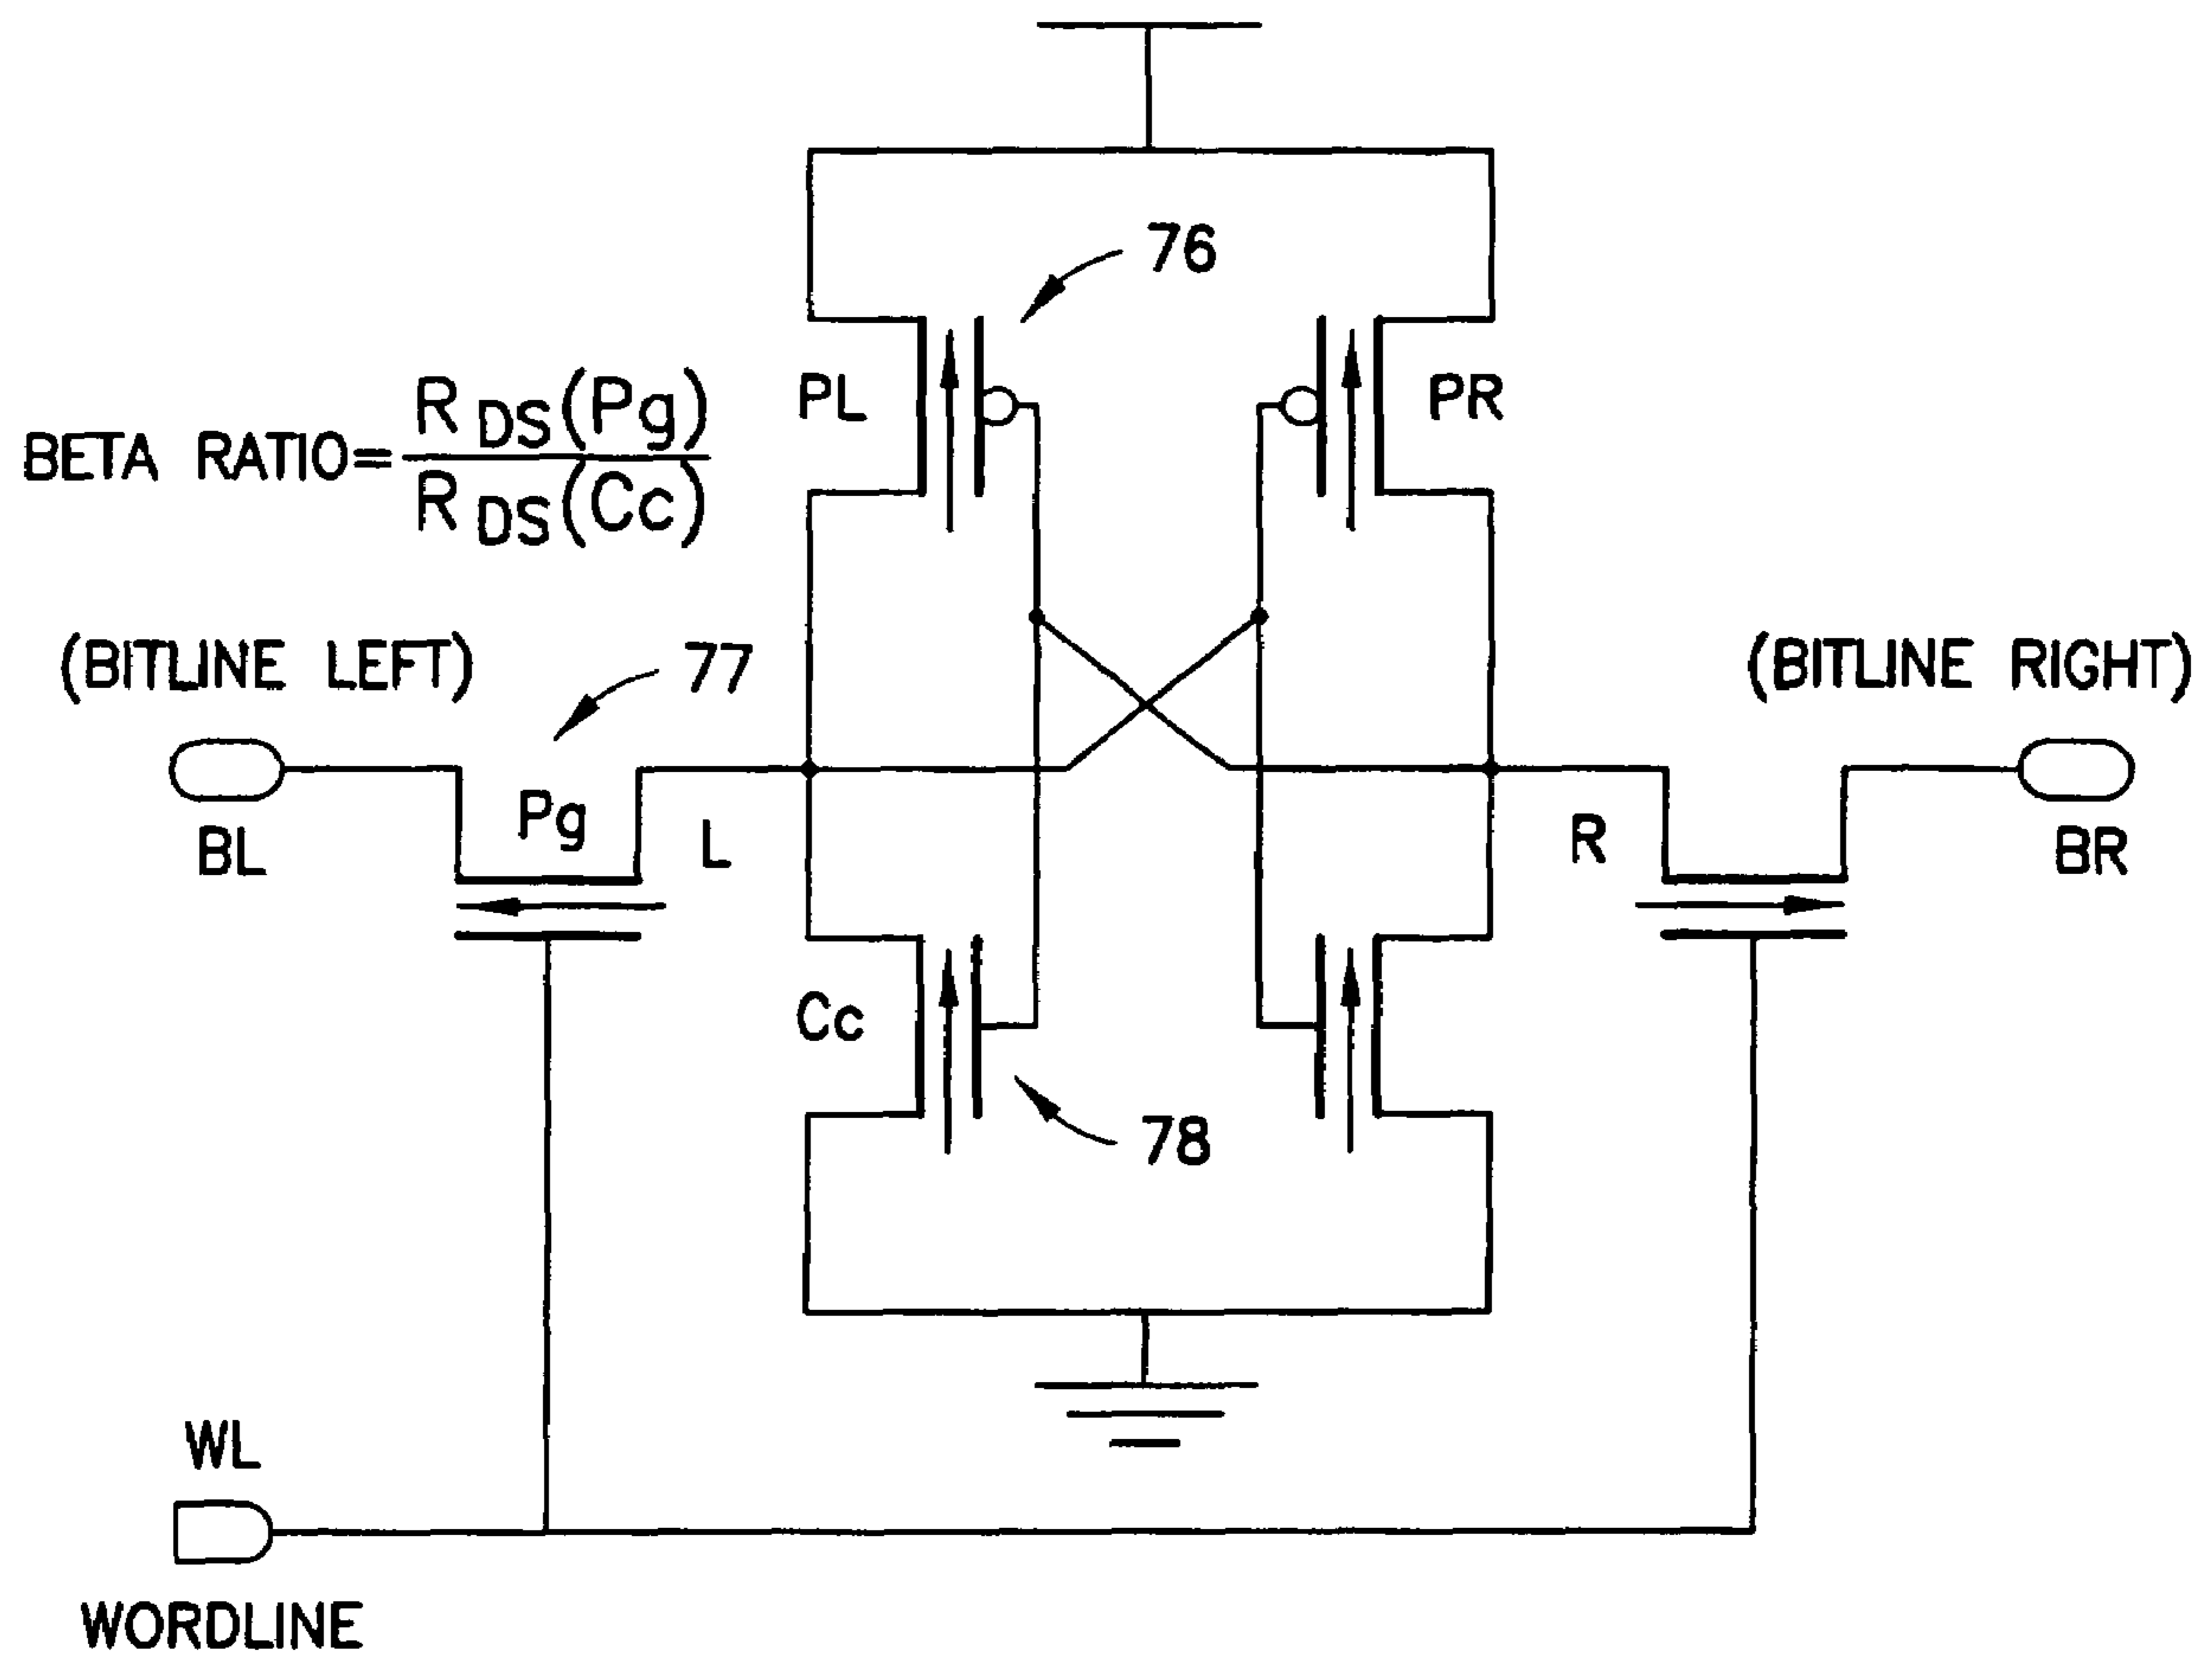 76
PL
PR
BETA RATIO= R DS(Pg)
R DS(Cc)
(BITLINE LEFT)
77
(BITLINE RIGHT)
Pg
BL
L
R
BR
Cc
78
WL
WORDLINE